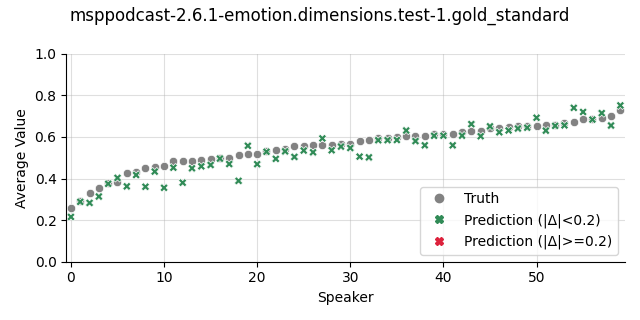 msppodcast-2.6.1-emotion.dimensions.test-1.gold_standard
1.0
0.8
0.6
0.4
0.2
0.0
Average Value
0 10 20 30 40 50
Speaker
Truth
Prediction (|Δ|<0.2)
Prediction (|Δ|>=0.2)